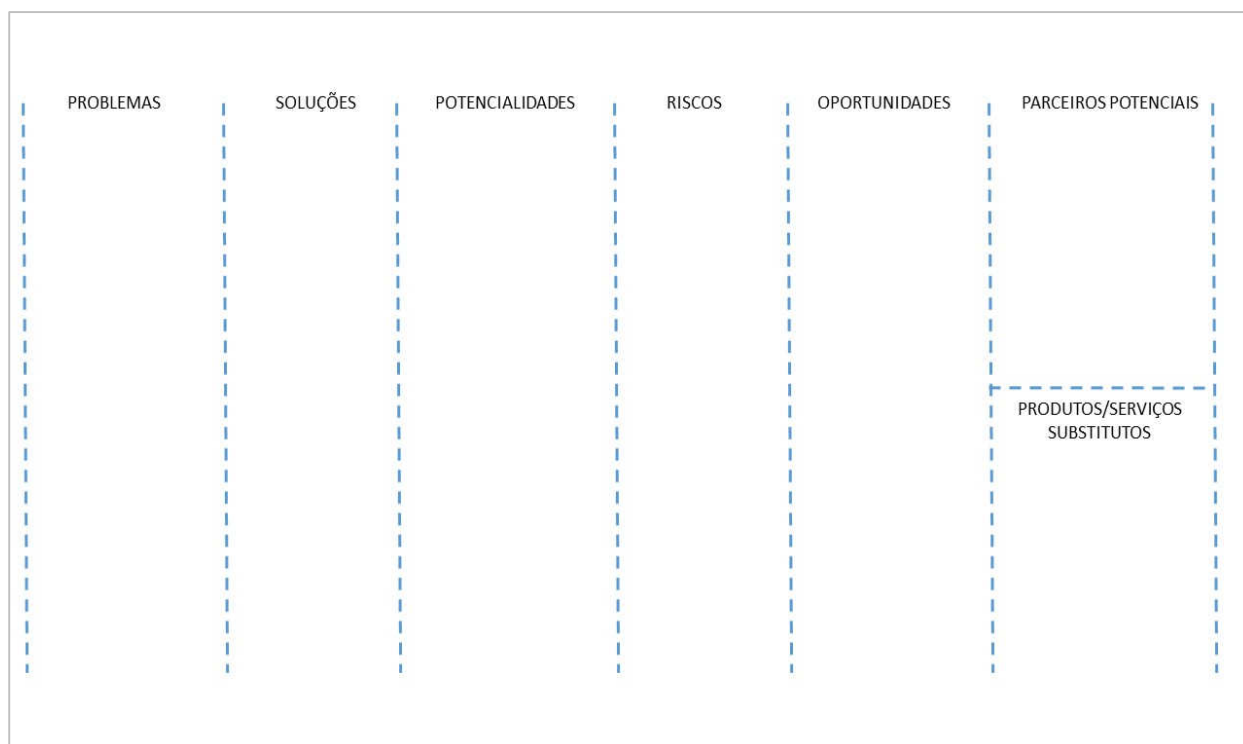 PROBLEMAS
SOLUÇÕES
POTENCIALIDADES
RISCOS
OPORTUNIDADES
PARCEIROS POTENCIAIS
PRODUTOS/SERVIÇOS
SUBSTITUTOS